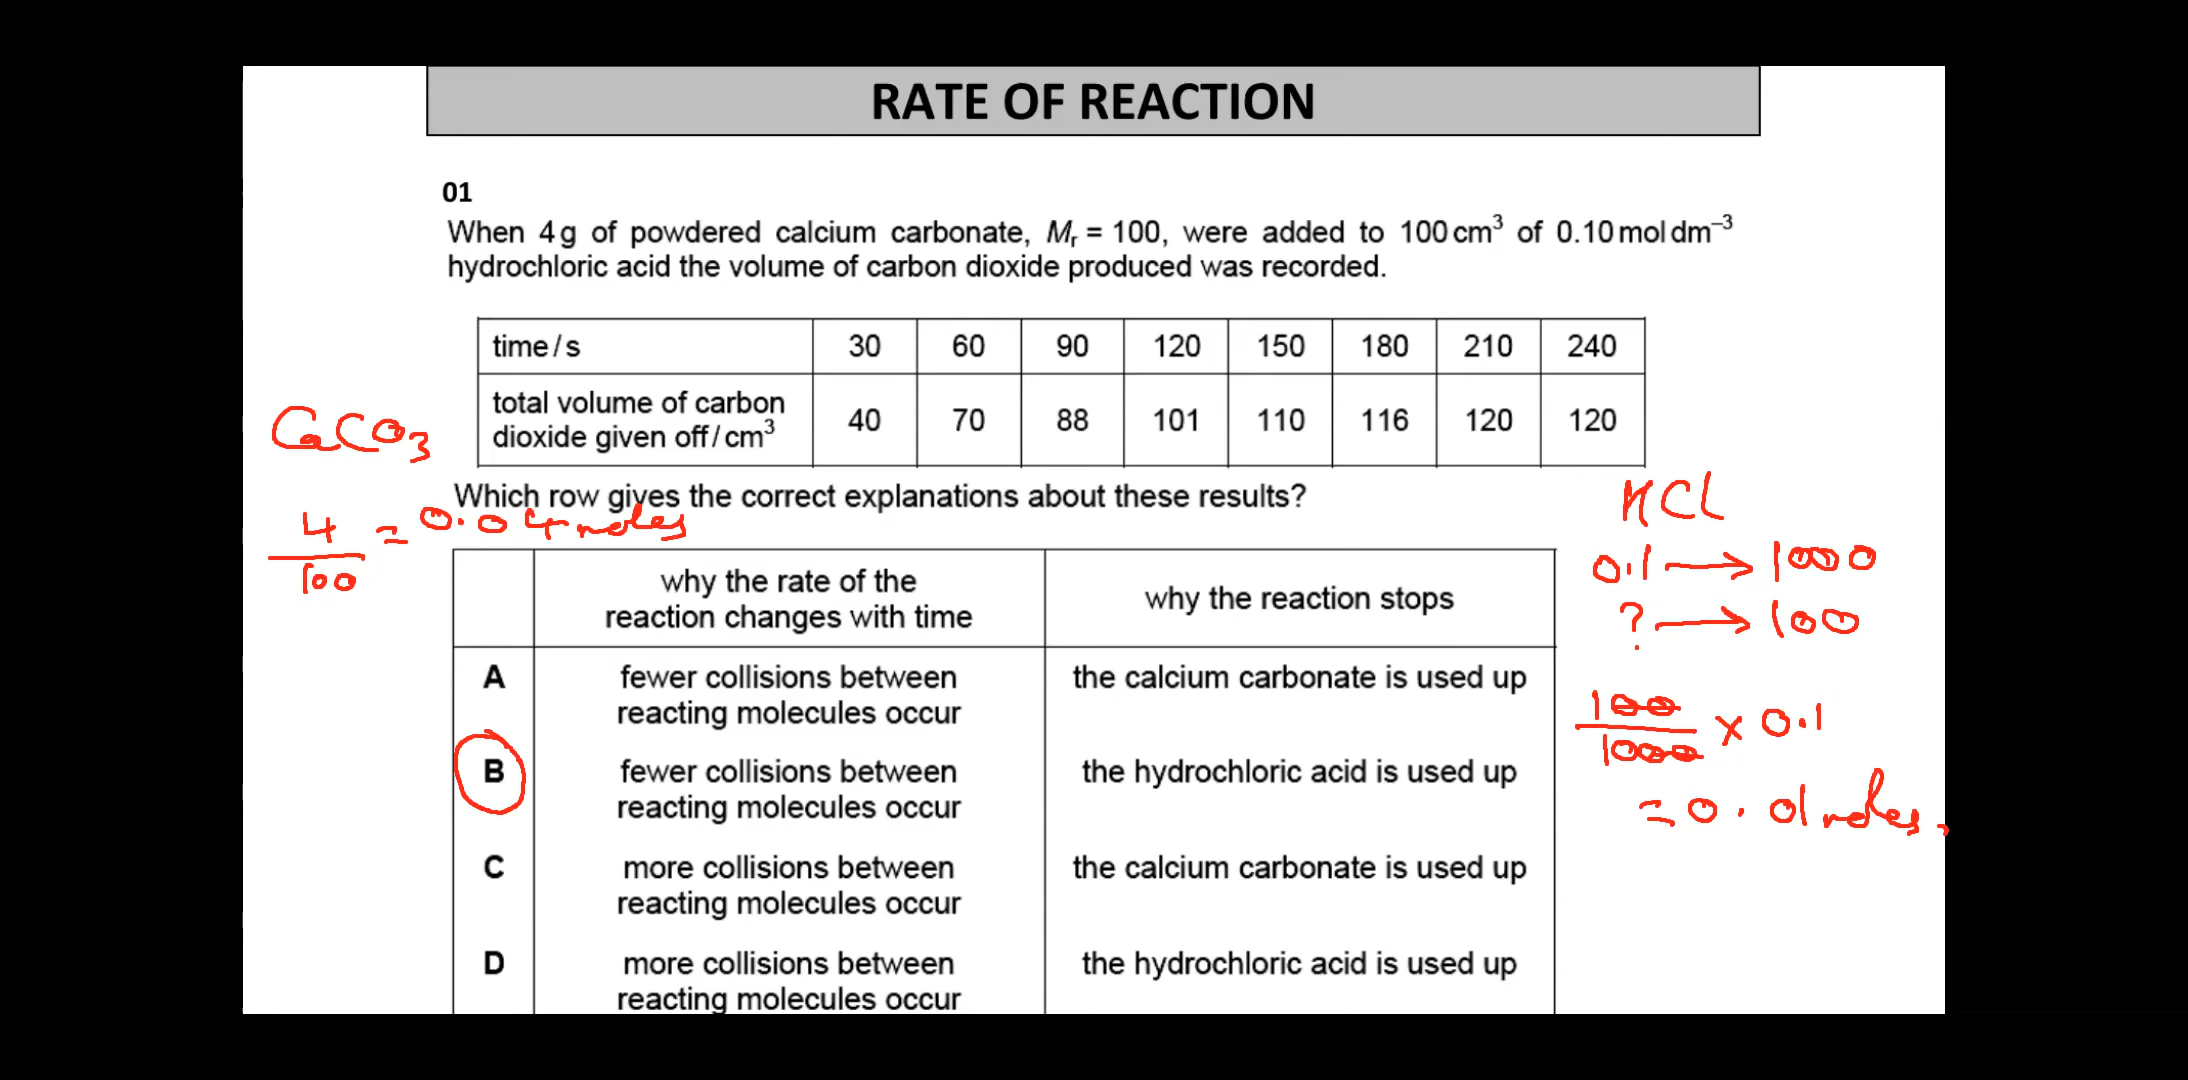 RATE OF REACTION
01
When 4 g of powdered calcium carbonate, Mr = 100, were added to 100 cm³ of 0.10 mol dm⁻³
hydrochloric acid the volume of carbon dioxide produced was recorded.
time / s 30 60 90 120 150 180 210 240
total volume of carbon
dioxide given off / cm³ 40 70 88 101 110 116 120 120
CaCO3
Which row gives the correct explanations about these results?
4/100 = 0.04 moles
HCl
0.1 → 1000
? → 100
100/1000 × 0.1
= 0.01 moles.
why the rate of the
reaction changes with time
why the reaction stops
A fewer collisions between
reacting molecules occur
the calcium carbonate is used up
B fewer collisions between
reacting molecules occur
the hydrochloric acid is used up
C more collisions between
reacting molecules occur
the calcium carbonate is used up
D more collisions between
reacting molecules occur
the hydrochloric acid is used up